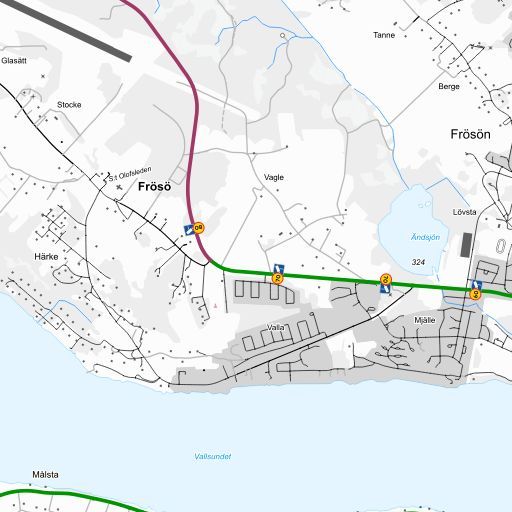 Tanne
Glasätt
Berge
Stocke
Frösön
S:t Olofsleden
Vagle
Frösö
Lövsta
Ändsjön
Härke
324
Mjälle
Valla
Vallsundet
Målsta